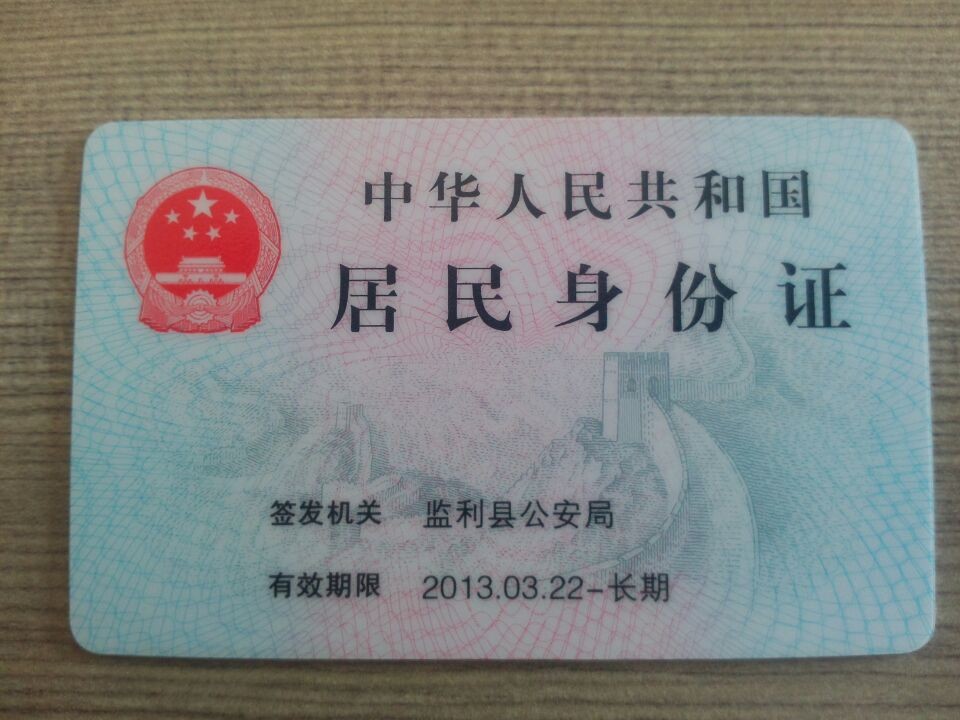 中华人民共和国
居民身份证
签发机关 监利县公安局
有效期限 2013.03.22-长期